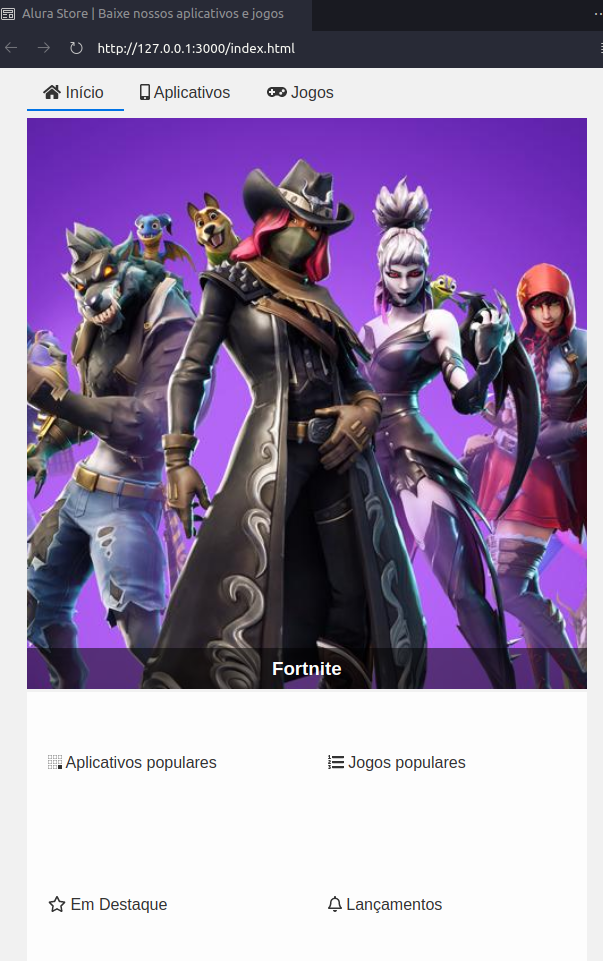 Alura Store | Baixe nossos aplicativos e jogos
http://127.0.0.1:3000/index.html
Início Aplicativos Jogos
Fortnite
Aplicativos populares Jogos populares
Em Destaque Lançamentos